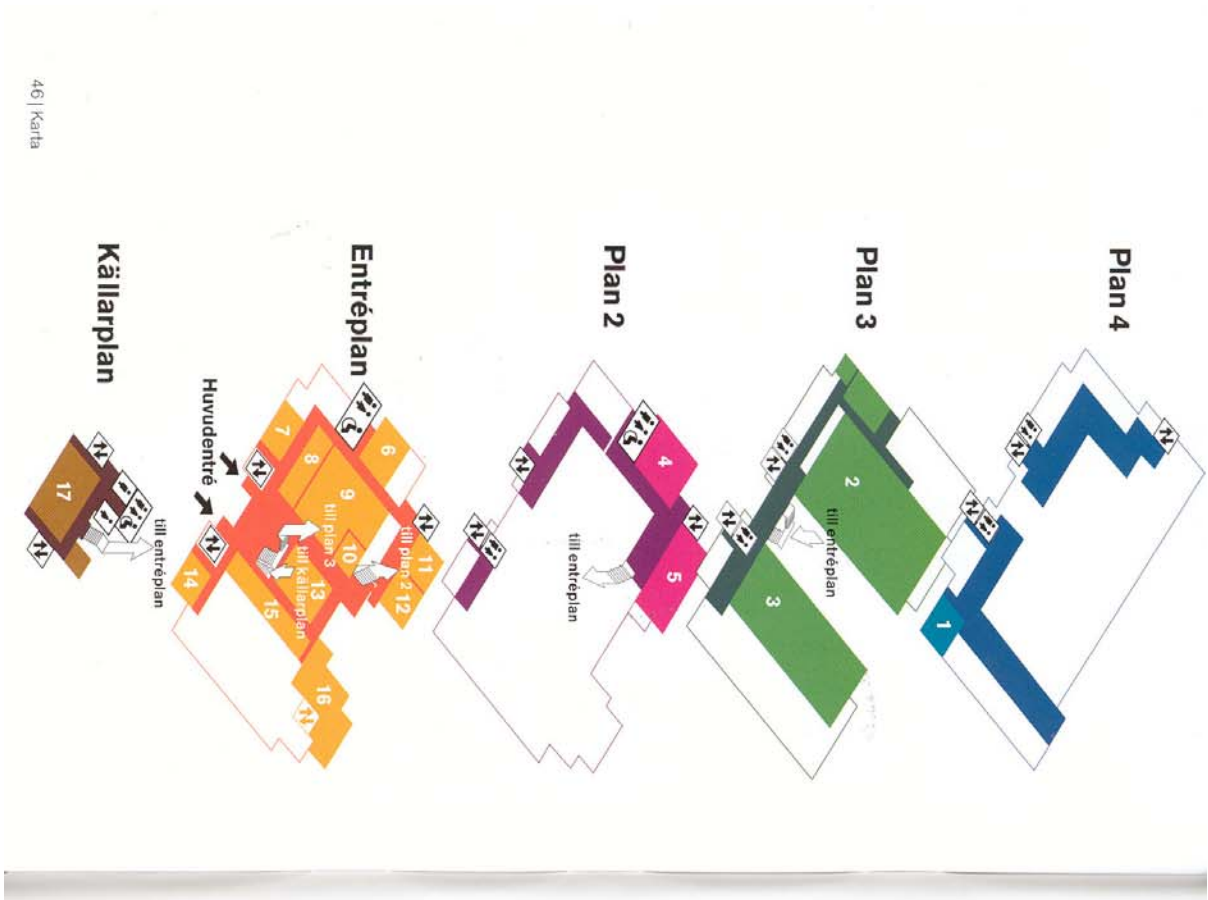 Plan 4
1
Plan 3
2
till entréplan
3
Plan 2
4
5
till entréplan
Entréplan
6
7
8
9
till plan 3
10
11
till plan 2
12
13
till källarplan
14
15
16
Huvudentré
Källarplan
17
till entréplan
46 | Karta